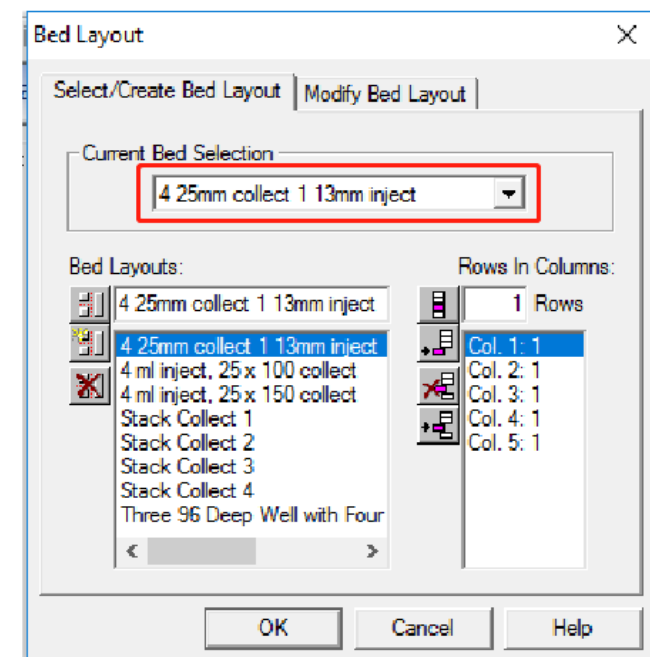 Bed Layout
Select/Create Bed Layout
Modify Bed Layout
Current Bed Selection
4 25mm collect 1 13mm inject
Bed Layouts:
Rows In Columns:
4 25mm collect 1 13mm inject
1 Rows
4 25mm collect 1 13mm inject
4 ml inject, 25 x 100 collect
4 ml inject, 25 x 150 collect
Stack Collect 1
Stack Collect 2
Stack Collect 3
Stack Collect 4
Three 96 Deep Well with Four
Col. 1: 1
Col. 2: 1
Col. 3: 1
Col. 4: 1
Col. 5: 1
OK
Cancel
Help